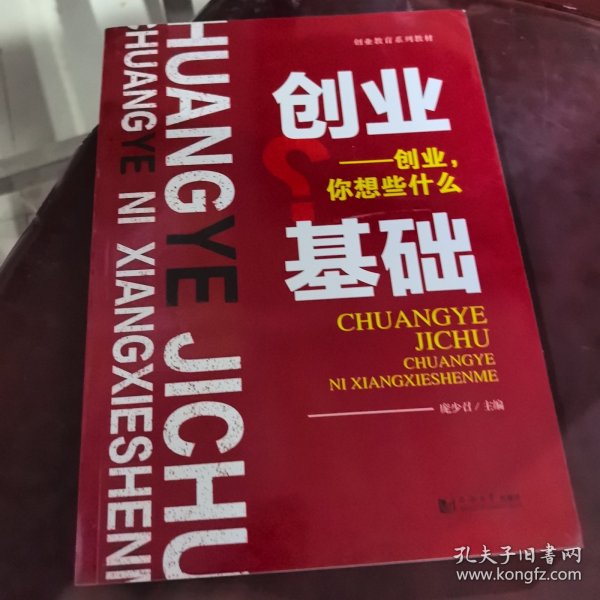 创业教育系列教材
创业
——创业,
你想些什么
基础
CHUANGYE
JICHU
CHUANGYE
NI XIANGXIESHENME
庞少召/主编
HUANGYE JICHU
CHUANGYE NI XIANGXIESHENM
孔夫子旧书网
www.kongfz.com